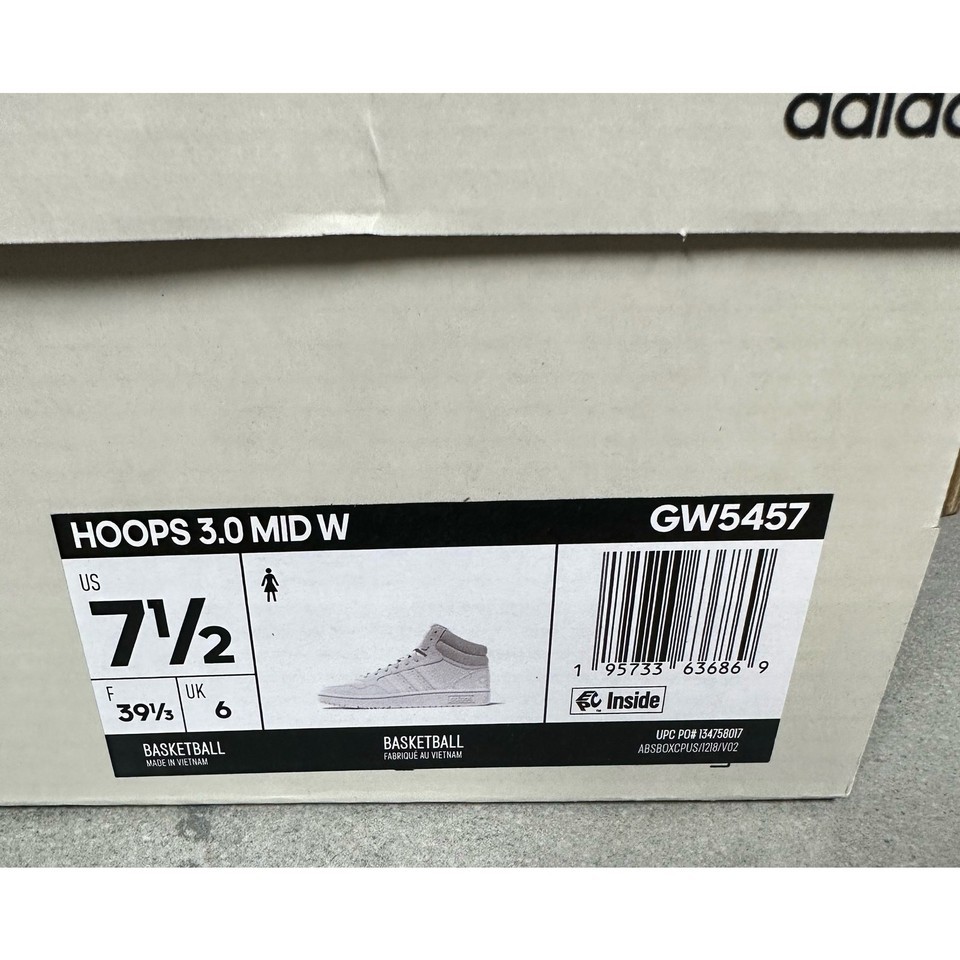 adidas
HOOPS 3.0 MID W
GW5457
US
7½
F
39⅓
UK
6
1 95733 63686 9
Inside
BASKETBALL
MADE IN VIETNAM
BASKETBALL
FABRIQUÉ AU VIETNAM
UPC PO# 134758017
ABSBOXCPUS/1218/V02